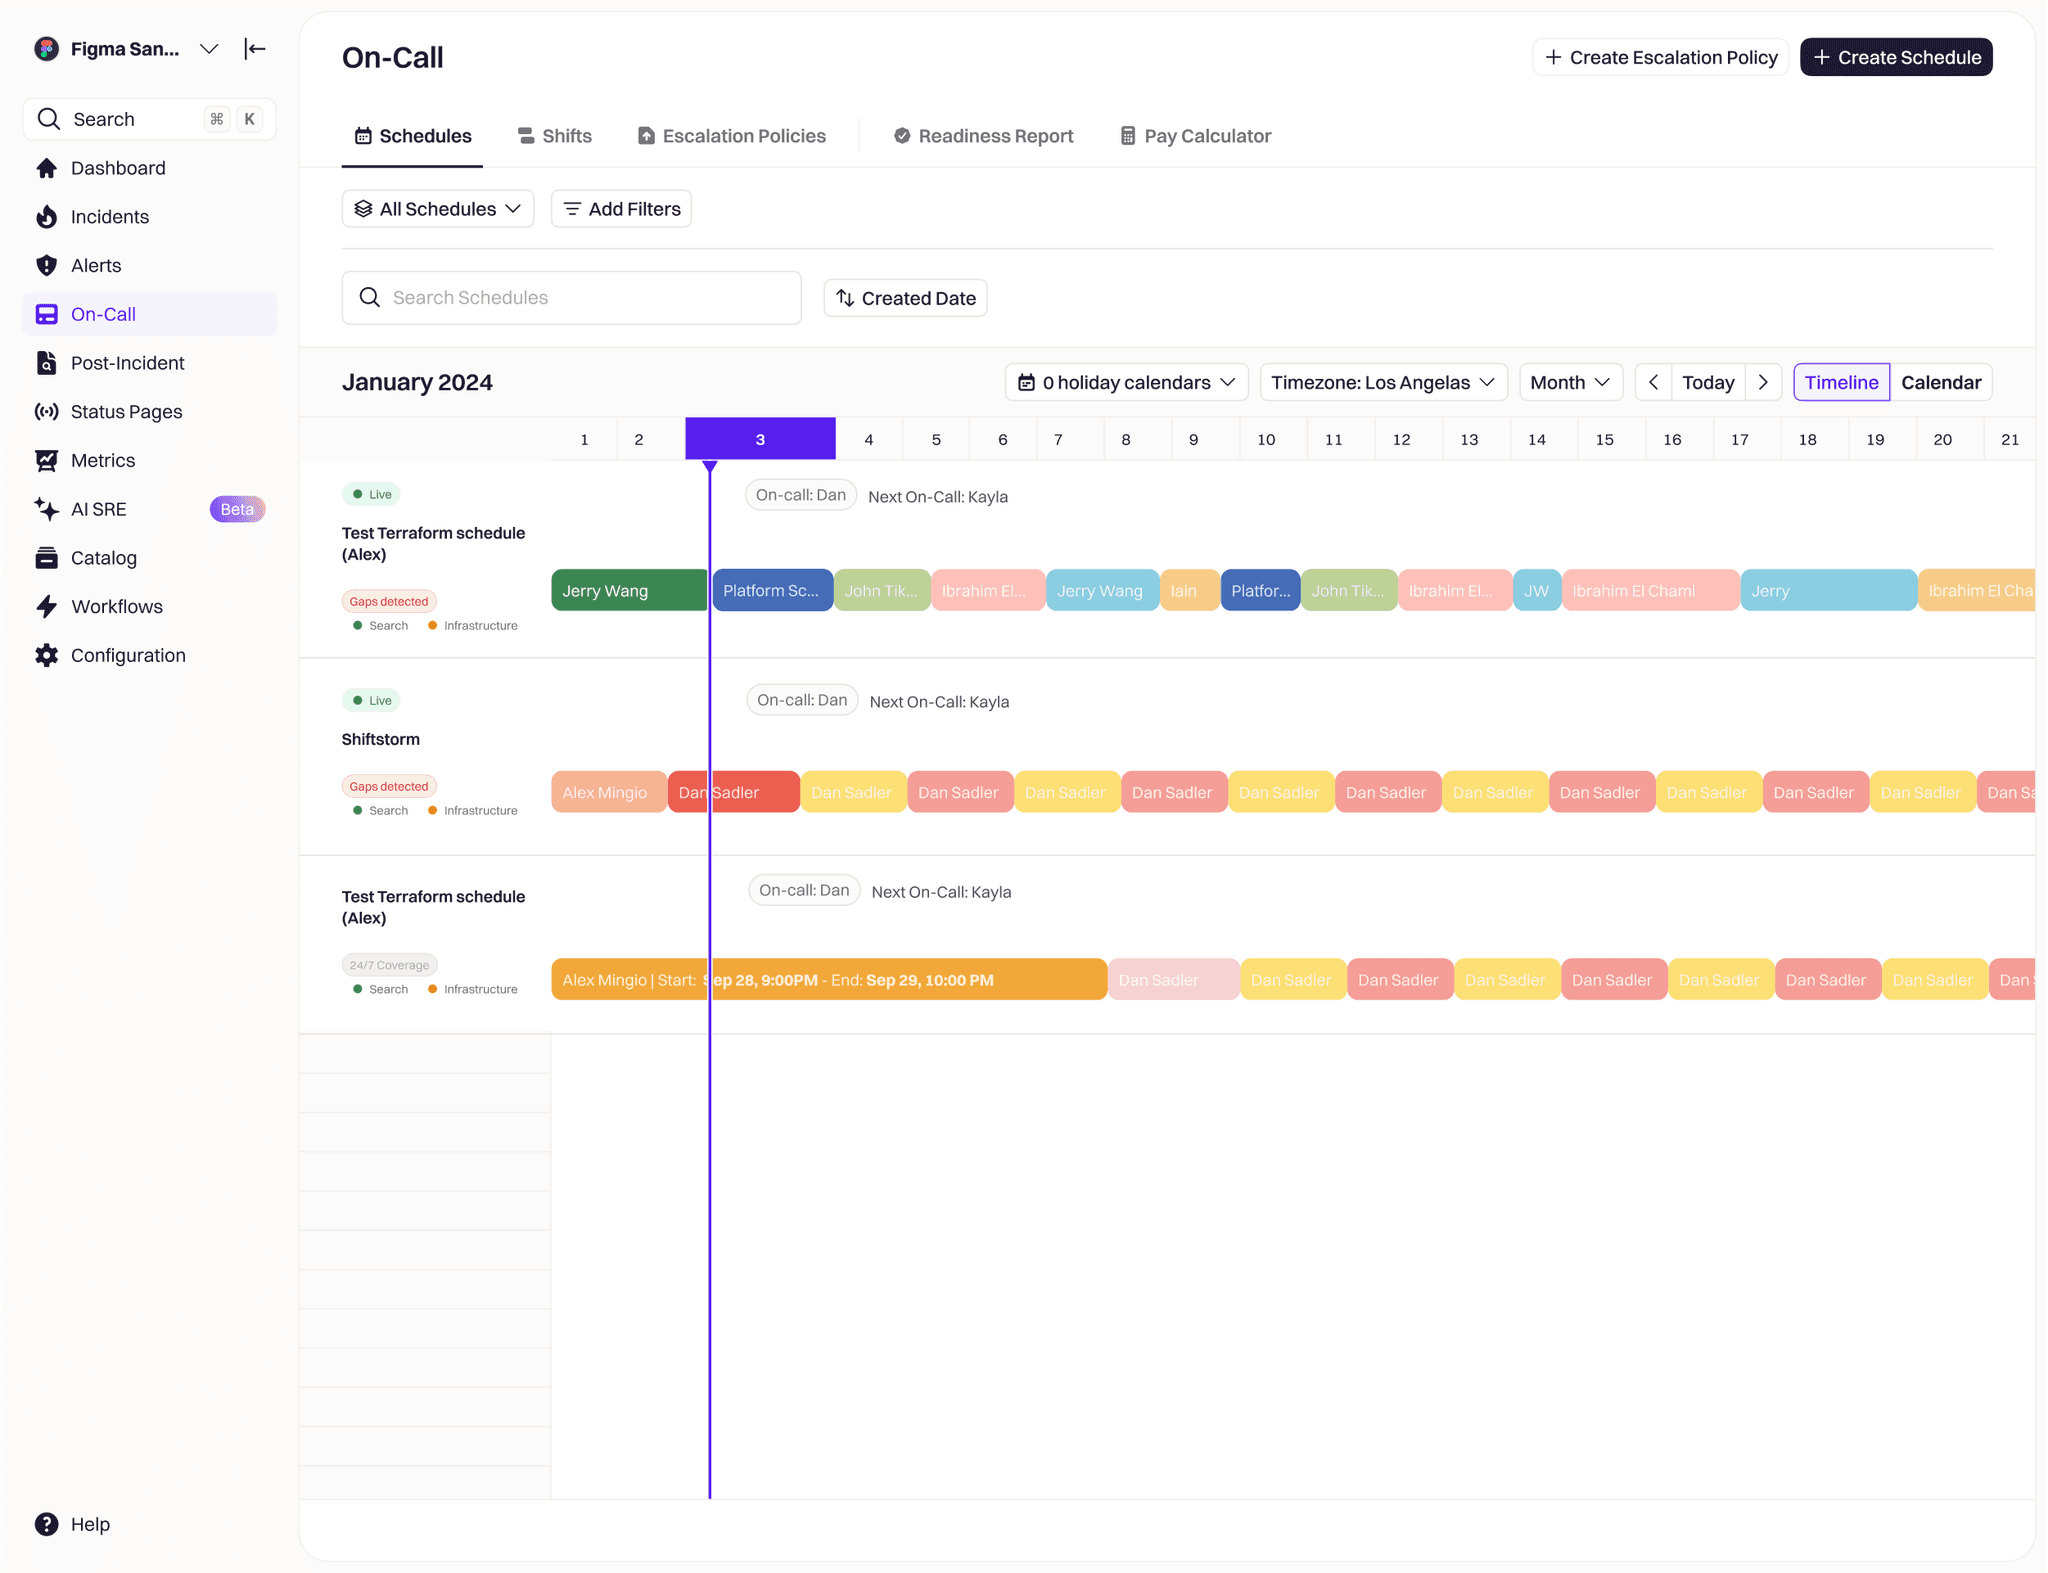 Figma San...
Search ⌘ K
Dashboard
Incidents
Alerts
On-Call
Post-Incident
Status Pages
Metrics
AI SRE Beta
Catalog
Workflows
Configuration
Help
On-Call
Create Escalation Policy
Create Schedule
Schedules
Shifts
Escalation Policies
Readiness Report
Pay Calculator
All Schedules
Add Filters
Search Schedules
Created Date
January 2024
0 holiday calendars
Timezone: Los Angelas
Month
Today
Timeline
Calendar
1 2 3 4 5 6 7 8 9 10 11 12 13 14 15 16 17 18 19 20 21
Live
On-call: Dan
Next On-Call: Kayla
Test Terraform schedule
(Alex)
Gaps detected
Search Infrastructure
Jerry Wang
Platform Sc...
John Tik...
Ibrahim El...
Jerry Wang
Iain
Platfor...
John Tik...
Ibrahim El...
JW
Ibrahim El Chami
Jerry
Ibrahim El Cha
Live
On-call: Dan
Next On-Call: Kayla
Shiftstorm
Gaps detected
Search Infrastructure
Alex Mingio
Dan Sadler
Dan Sadler
Dan Sadler
Dan Sadler
Dan Sadler
Dan Sadler
Dan Sadler
Dan Sadler
Dan Sadler
Dan Sadler
Dan Sadler
Dan Sadler
Dan Sa
On-call: Dan
Next On-Call: Kayla
Test Terraform schedule
(Alex)
24/7 Coverage
Search Infrastructure
Alex Mingio | Start: Sep 28, 9:00PM - End: Sep 29, 10:00 PM
Dan Sadler
Dan Sadler
Dan Sadler
Dan Sadler
Dan Sadler
Dan Sadler
Dan Sadler
Dan Sadler
Dan